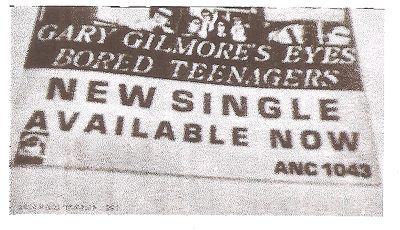 GARY GILMORE'S EYES
BORED TEENAGERS
NEW SINGLE
AVAILABLE NOW
ANC 1043